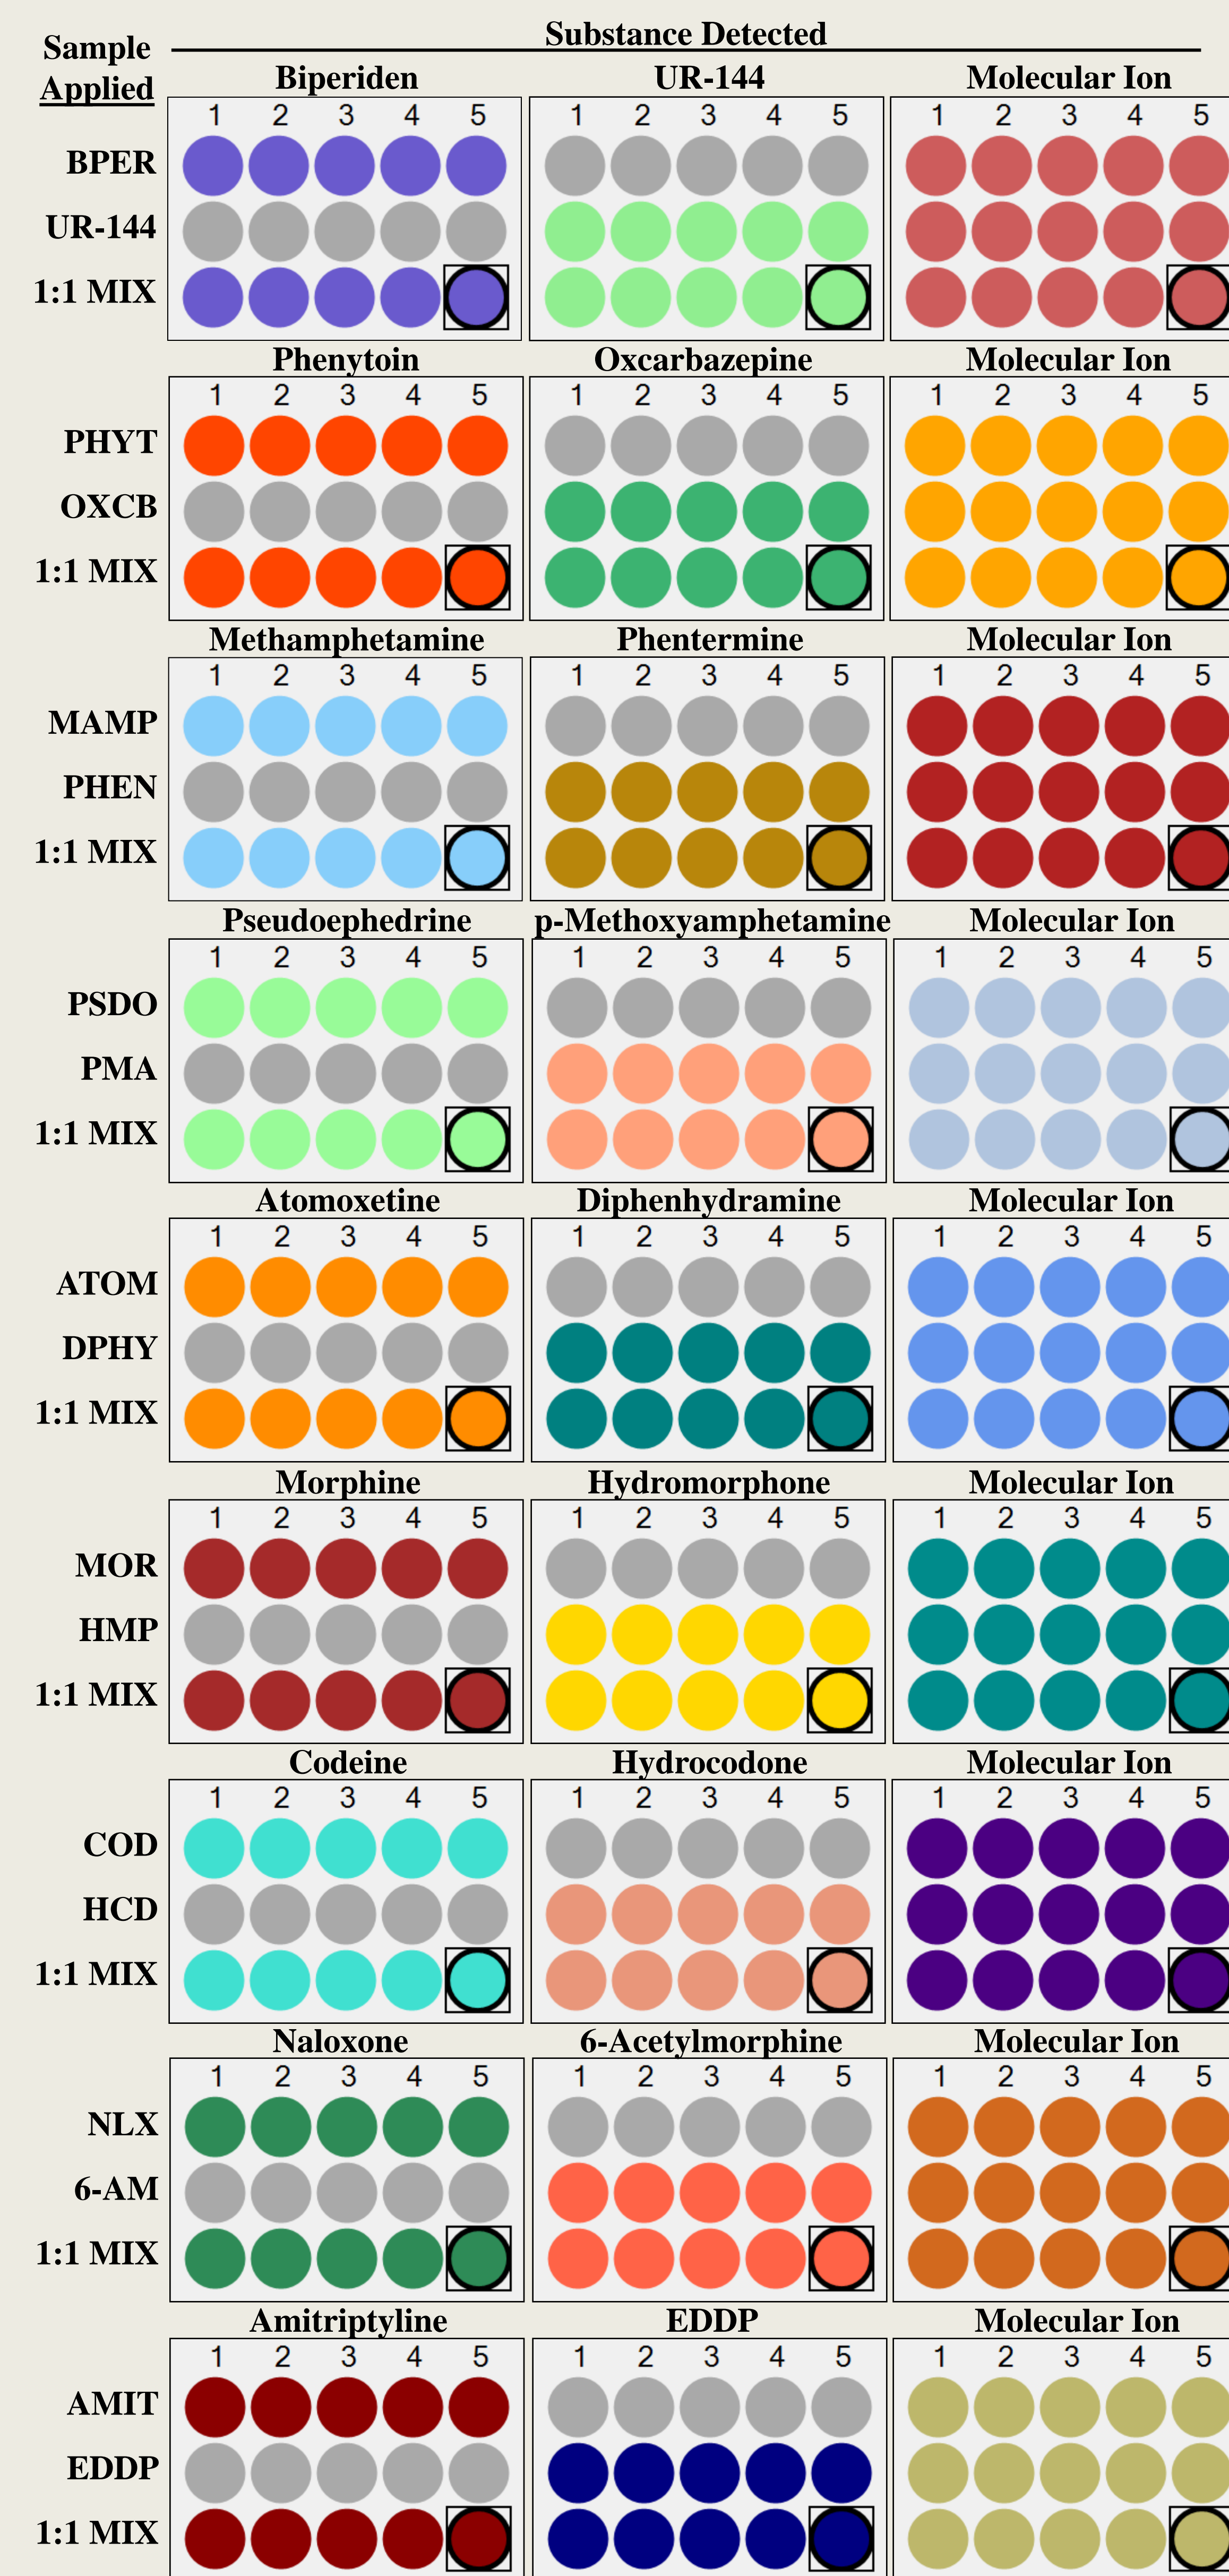 Sample Applied
Substance Detected
Biperiden UR-144 Molecular Ion
1 2 3 4 5 1 2 3 4 5 1 2 3 4 5
BPER
UR-144
1:1 MIX
Phenytoin Oxcarbazepine Molecular Ion
1 2 3 4 5 1 2 3 4 5 1 2 3 4 5
PHYT
OXCB
1:1 MIX
Methamphetamine Phentermine Molecular Ion
1 2 3 4 5 1 2 3 4 5 1 2 3 4 5
MAMP
PHEN
1:1 MIX
Pseudoephedrine p-Methoxyamphetamine Molecular Ion
1 2 3 4 5 1 2 3 4 5 1 2 3 4 5
PSDO
PMA
1:1 MIX
Atomoxetine Diphenhydramine Molecular Ion
1 2 3 4 5 1 2 3 4 5 1 2 3 4 5
ATOM
DPHY
1:1 MIX
Morphine Hydromorphone Molecular Ion
1 2 3 4 5 1 2 3 4 5 1 2 3 4 5
MOR
HMP
1:1 MIX
Codeine Hydrocodone Molecular Ion
1 2 3 4 5 1 2 3 4 5 1 2 3 4 5
COD
HCD
1:1 MIX
Naloxone 6-Acetylmorphine Molecular Ion
1 2 3 4 5 1 2 3 4 5 1 2 3 4 5
NLX
6-AM
1:1 MIX
Amitriptyline EDDP Molecular Ion
1 2 3 4 5 1 2 3 4 5 1 2 3 4 5
AMIT
EDDP
1:1 MIX